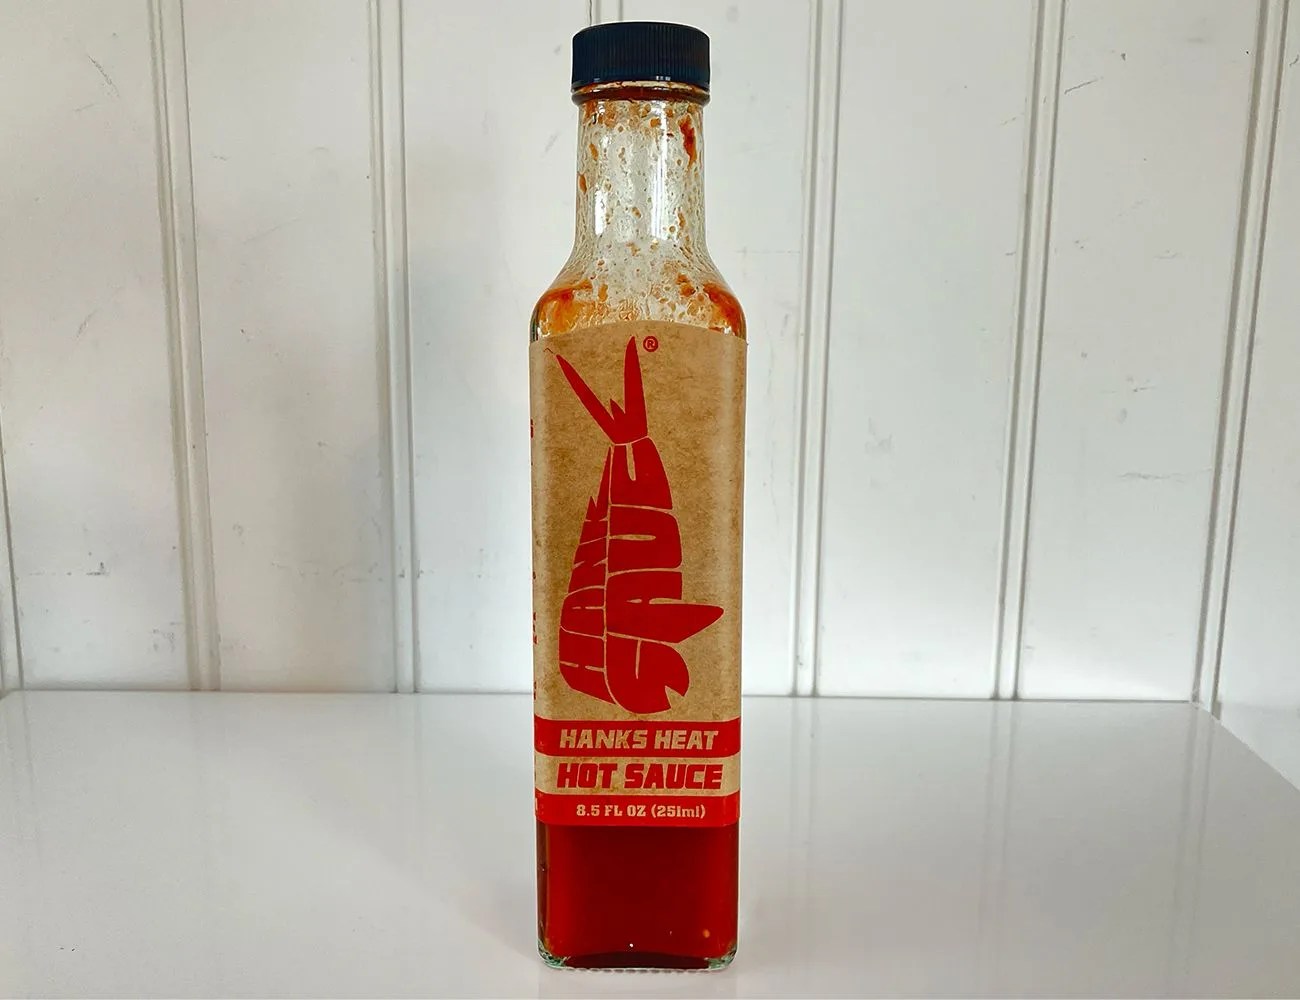 ®
HANK
SAUCE
HANKS HEAT
HOT SAUCE
8.5 FL OZ (251ml)